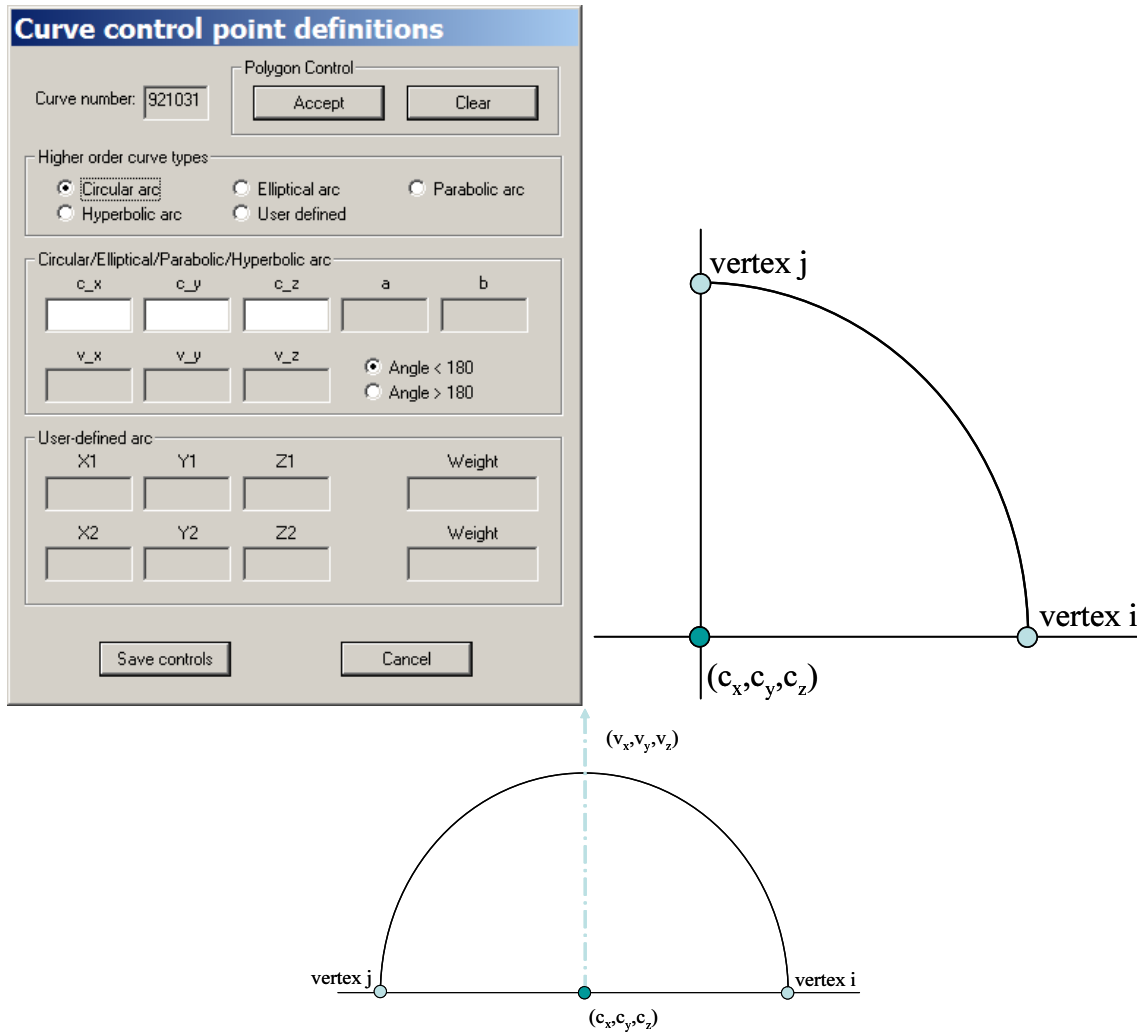 Curve control point definitions
Polygon Control
Curve number: 921031 Accept Clear
Higher order curve types
Circular arc Elliptical arc Parabolic arc
Hyperbolic arc User defined
Circular/Elliptical/Parabolic/Hyperbolic arc
c_x c_y c_z a b
v_x v_y v_z
Angle < 180
Angle > 180
User-defined arc
X1 Y1 Z1 Weight
X2 Y2 Z2 Weight
Save controls Cancel
vertex j
vertex i
(cx,cy,cz)
(vx,vy,vz)
vertex j vertex i
(cx,cy,cz)